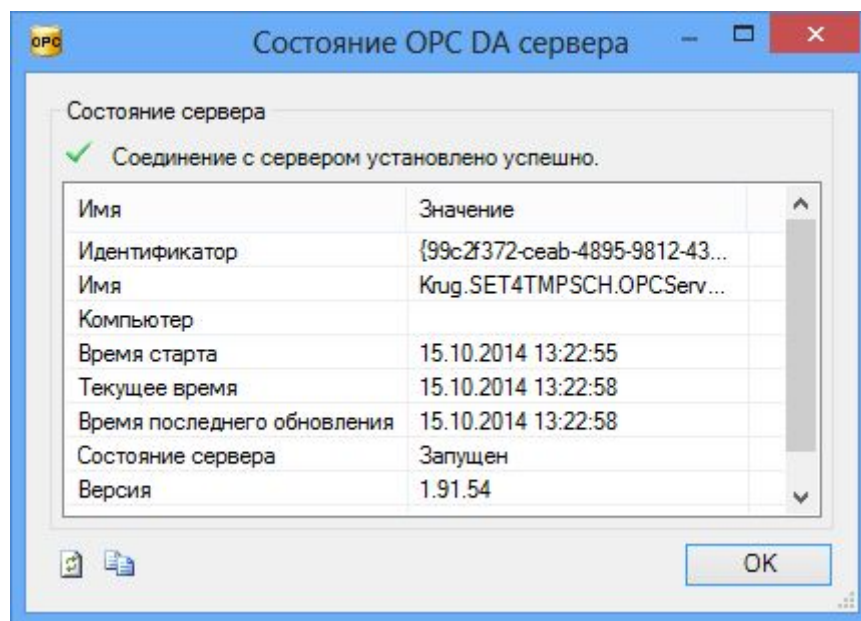 OPC Состояние OPC DA сервера
Состояние сервера
Соединение с сервером установлено успешно.
Имя Значение
Идентификатор {99c2f372-ceab-4895-9812-43...
Имя Krug.SET4TMPSCH.OPCServ...
Компьютер
Время старта 15.10.2014 13:22:55
Текущее время 15.10.2014 13:22:58
Время последнего обновления 15.10.2014 13:22:58
Состояние сервера Запущен
Версия 1.91.54
OK